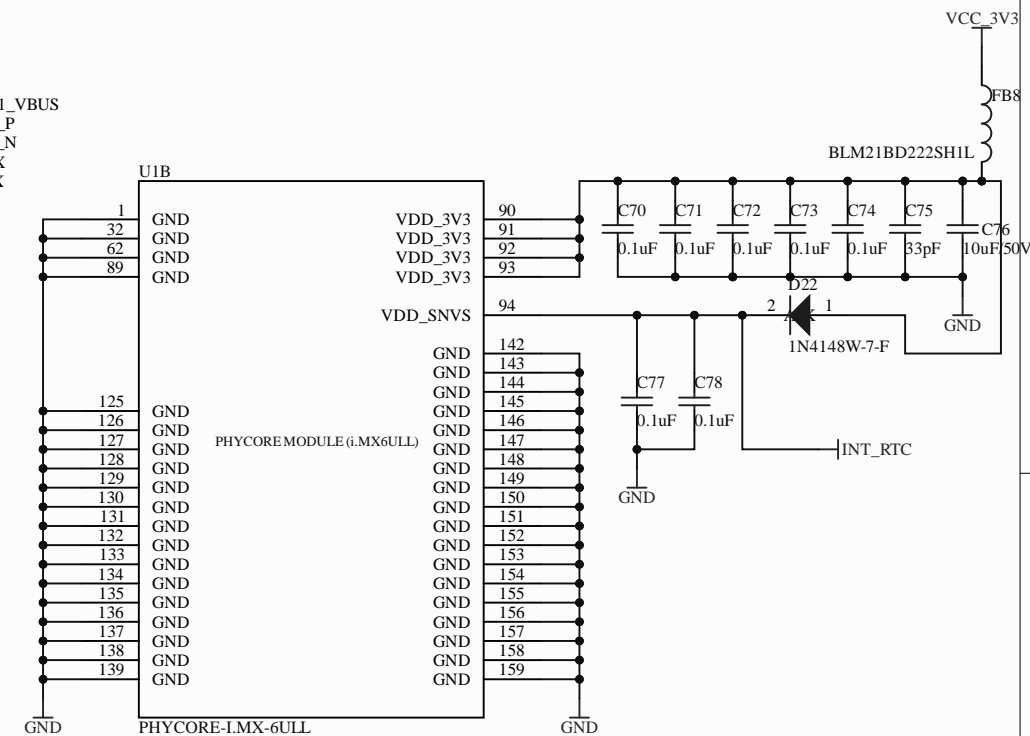 VCC_3V3
FB8
BLM21BD222SH1L
1_VBUS
_P
_N
X
X
U1B
1 GND VDD_3V3 90
32 GND VDD_3V3 91
62 GND VDD_3V3 92
89 GND VDD_3V3 93
C70 C71 C72 C73 C74 C75 C76
0.1uF 0.1uF 0.1uF 0.1uF 0.1uF 33pF 10uF/50V
GND
VDD_SNVS 94
D22
2 1
1N4148W-7-F
C77 C78
0.1uF 0.1uF
INT_RTC
GND
GND 142
GND 143
GND 144
125 GND GND 145
126 GND GND 146
127 GND PHYCORE MODULE (i.MX6ULL) GND 147
128 GND GND 148
129 GND GND 149
130 GND GND 150
131 GND GND 151
132 GND GND 152
133 GND GND 153
134 GND GND 154
135 GND GND 155
136 GND GND 156
137 GND GND 157
138 GND GND 158
139 GND GND 159
GND PHYCORE-I.MX-6ULL GND